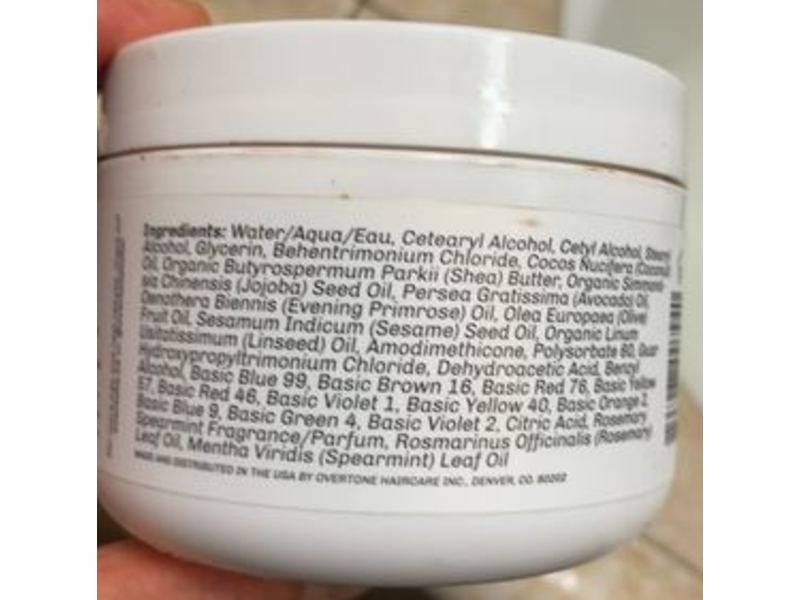 Ingredients: Water/Aqua/Eau, Cetearyl Alcohol, Cetyl Alcohol, Stearyl
Alcohol, Glycerin, Behentrimonium Chloride, Cocos Nucifera (Coconut)
Oil, Organic Butyrospermum Parkii (Shea) Butter, Organic Simmond-
sia Chinensis (Jojoba) Seed Oil, Persea Gratissima (Avocado) Oil,
Oenothera Biennis (Evening Primrose) Oil, Olea Europaea (Olive)
Fruit Oil, Sesamum Indicum (Sesame) Seed Oil, Organic Linum
Usitatissimum (Linseed) Oil, Amodimethicone, Polysorbate 60, Guar
Hydroxypropyltrimonium Chloride, Dehydroacetic Acid, Benzyl
Alcohol, Basic Blue 99, Basic Brown 16, Basic Red 76, Basic Yellow
57, Basic Red 46, Basic Violet 1, Basic Yellow 40, Basic Orange 2,
Basic Blue 9, Basic Green 4, Basic Violet 2, Citric Acid, Rosemary
Spearmint Fragrance/Parfum, Rosmarinus Officinalis (Rosemary)
Leaf Oil, Mentha Viridis (Spearmint) Leaf Oil
MADE AND DISTRIBUTED IN THE USA BY OVERTONE HAIRCARE INC., DENVER, CO. 80202